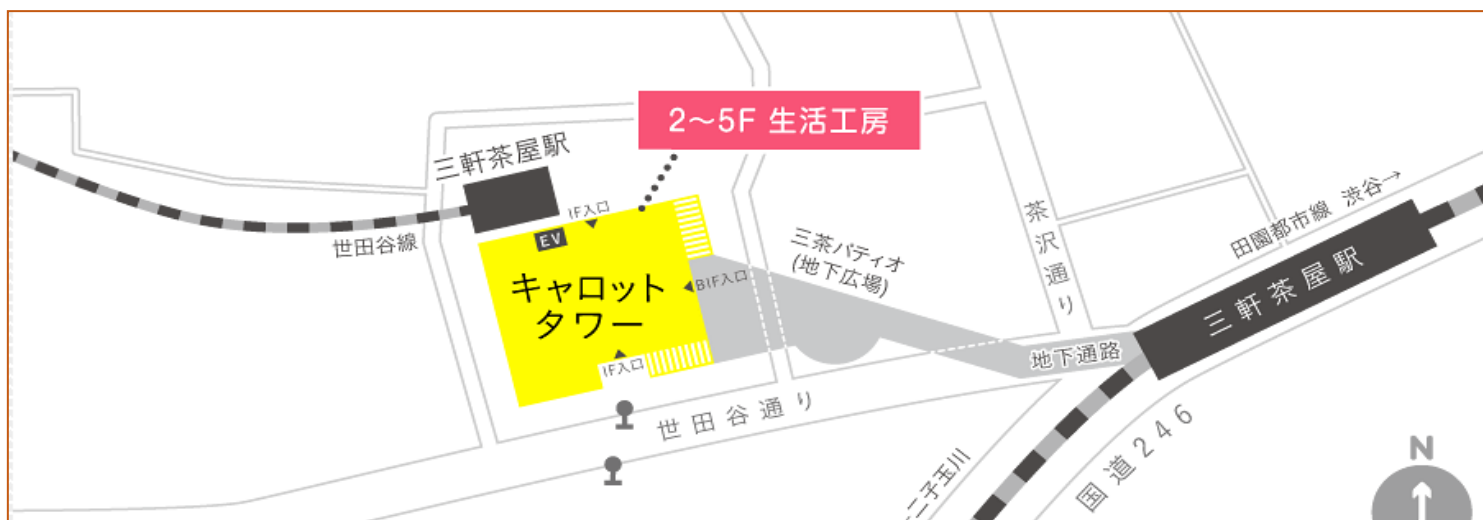 2〜5F 生活工房
三軒茶屋駅
世田谷線
1F入口
EV
キャロット
タワー
B1F入口
1F入口
三茶パティオ
(地下広場)
茶沢通り
田園都市線 渋谷→
三軒茶屋駅
地下通路
世田谷通り
国道246
二子玉川
N